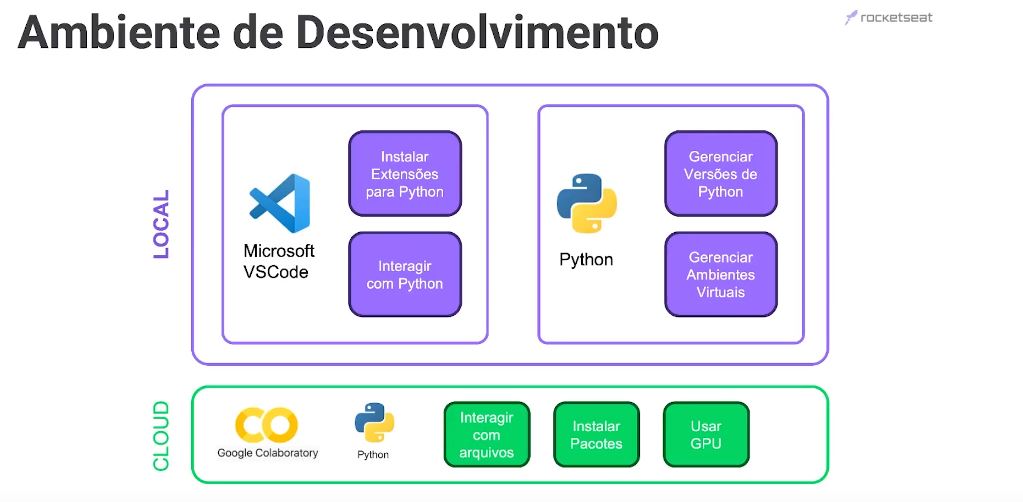 Ambiente de Desenvolvimento
rocketseat
LOCAL
Microsoft
VSCode
Instalar
Extensões
para Python
Interagir
com Python
Python
Gerenciar
Versões de
Python
Gerenciar
Ambientes
Virtuais
CLOUD
Google Colaboratory
Python
Interagir
com
arquivos
Instalar
Pacotes
Usar
GPU